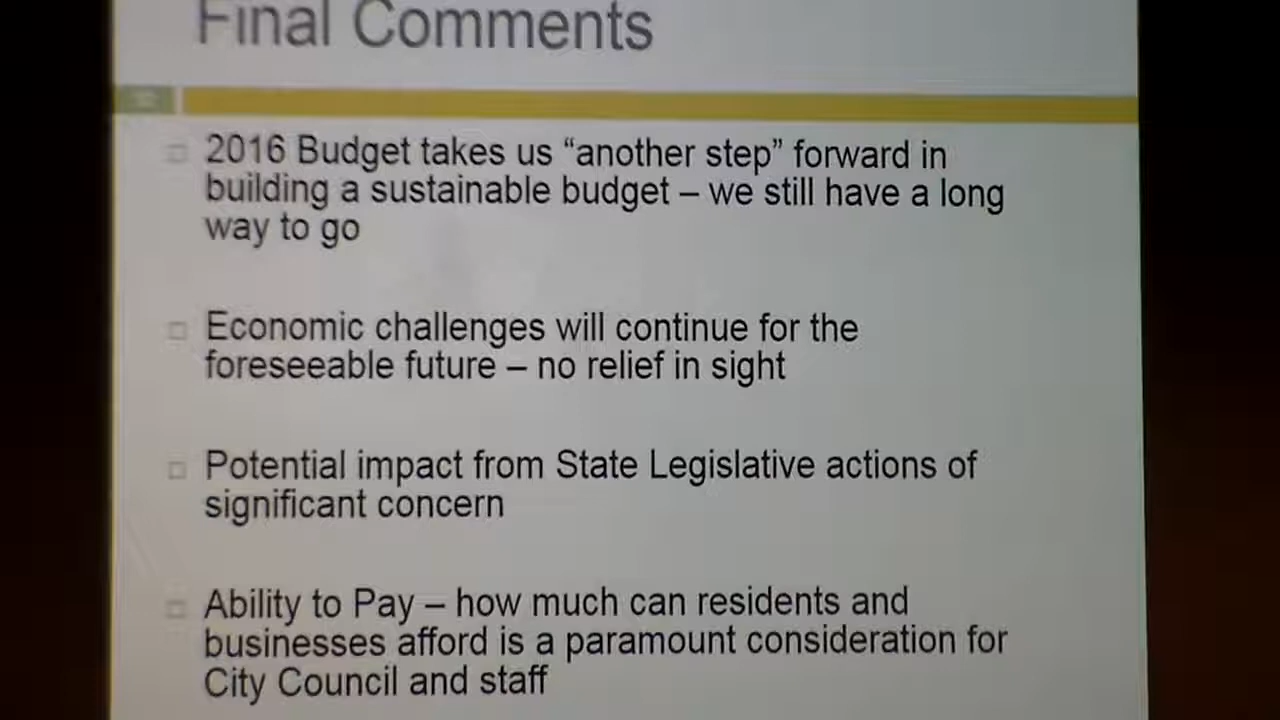 Final Comments
2016 Budget takes us “another step” forward in
building a sustainable budget – we still have a long
way to go
Economic challenges will continue for the
foreseeable future – no relief in sight
Potential impact from State Legislative actions of
significant concern
Ability to Pay – how much can residents and
businesses afford is a paramount consideration for
City Council and staff